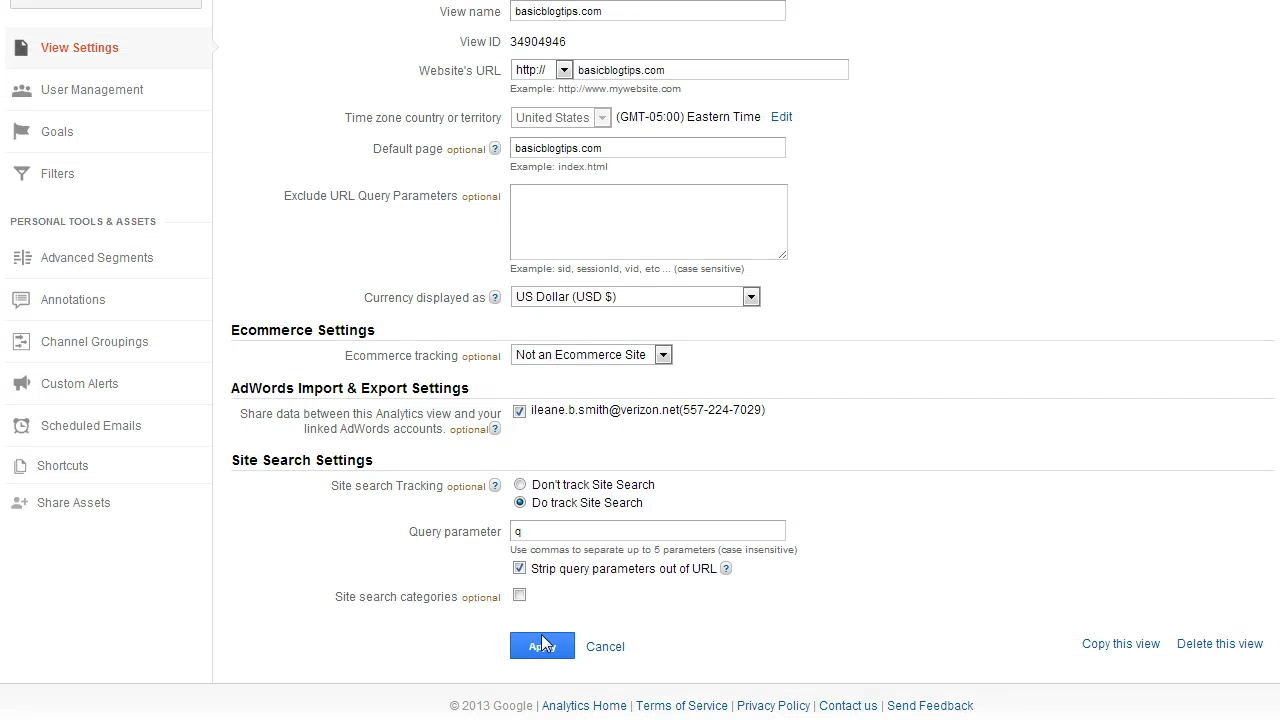 View name basicblogtips.com
View ID 34904946
View Settings
Website's URL http:// basicblogtips.com
User Management
Example: http://www.mywebsite.com
Time zone country or territory United States (GMT-05:00) Eastern Time Edit
Goals
Default page optional ? basicblogtips.com
Example: index.html
Filters
Exclude URL Query Parameters optional
PERSONAL TOOLS & ASSETS
Advanced Segments
Example: sid, sessionId, vid, etc ... (case sensitive)
Annotations
Currency displayed as ? US Dollar (USD $)
Ecommerce Settings
Channel Groupings
Ecommerce tracking optional Not an Ecommerce Site
Custom Alerts
AdWords Import & Export Settings
Share data between this Analytics view and your
linked AdWords accounts. optional ?
ileane.b.smith@verizon.net(557-224-7029)
Scheduled Emails
Site Search Settings
Shortcuts
Site search Tracking optional ? Don't track Site Search
Do track Site Search
Share Assets
Query parameter q
Use commas to separate up to 5 parameters (case insensitive)
Strip query parameters out of URL ?
Site search categories optional
Apply Cancel
Copy this view Delete this view
© 2013 Google | Analytics Home | Terms of Service | Privacy Policy | Contact us | Send Feedback